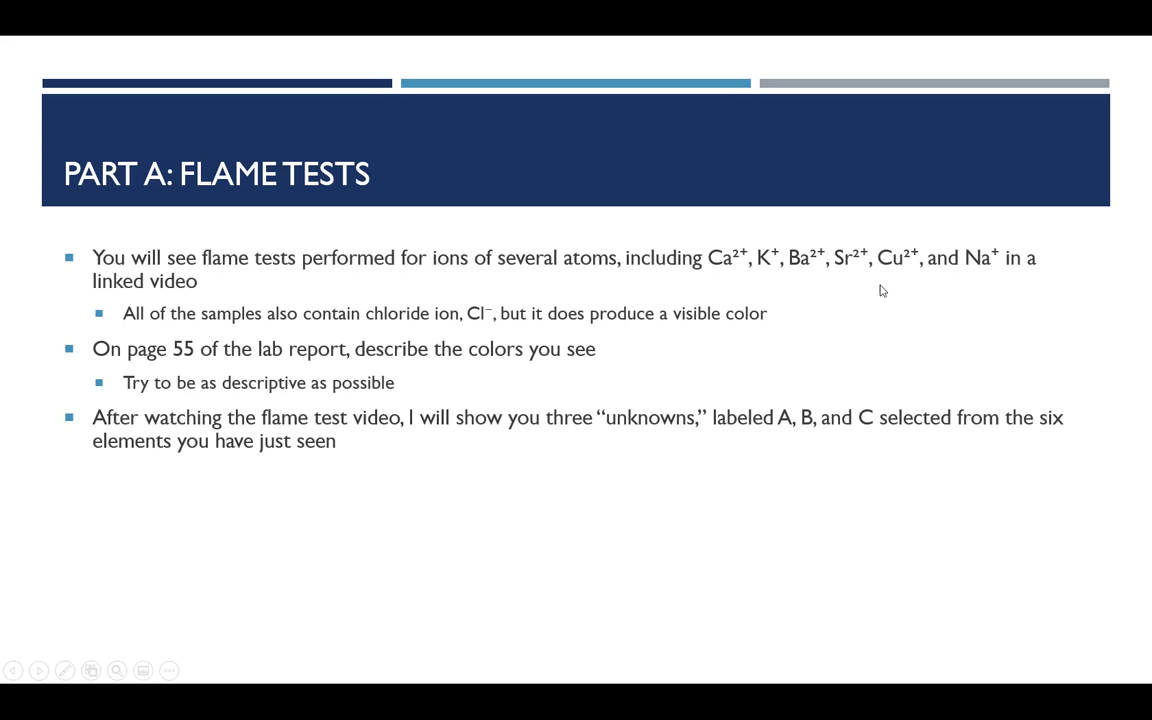 PART A: FLAME TESTS
You will see flame tests performed for ions of several atoms, including Ca²⁺, K⁺, Ba²⁺, Sr²⁺, Cu²⁺, and Na⁺ in a
linked video
All of the samples also contain chloride ion, Cl⁻, but it does produce a visible color
On page 55 of the lab report, describe the colors you see
Try to be as descriptive as possible
After watching the flame test video, I will show you three “unknowns,” labeled A, B, and C selected from the six
elements you have just seen